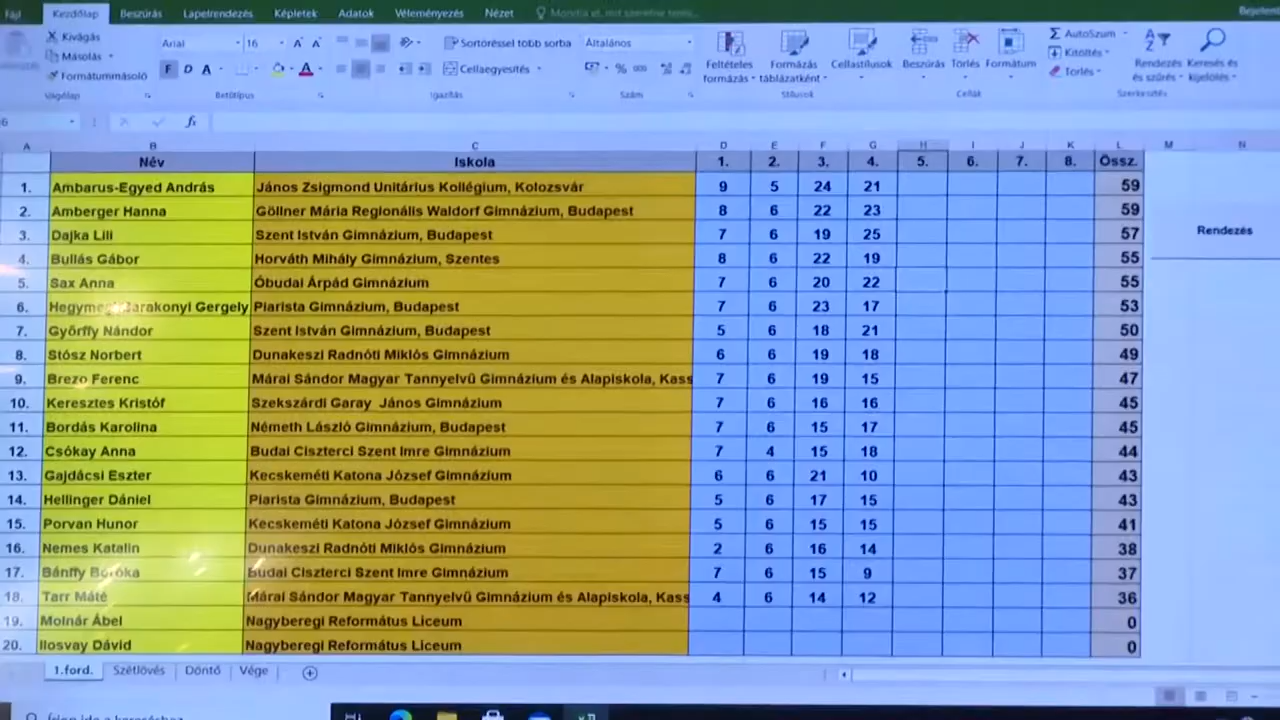 Fájl Kezdőlap Beszúrás Lapelrendezés Képletek Adatok Véleményezés Nézet
Kivágás
Másolás
Formátummásoló
Vágólap
Arial 16
F D A
Betűtípus
Sortöréssel több sorba
Cellaegyesítés
Igazítás
Általános
Szám
Feltételes formázás
Formázás táblázatként
Cellastílusok
Stílusok
Beszúrás Törlés Formátum
Cellák
AutoSzum
Kitöltés
Törlés
Rendezés és szűrés
Keresés és kijelölés
Szerkesztés
fx
A B C D E F G H I J K L M N
Név Iskola 1. 2. 3. 4. 5. 6. 7. 8. Össz.
1. Ambarus-Egyed András János Zsigmond Unitárius Kollégium, Kolozsvár 9 5 24 21 59
2. Amberger Hanna Göllner Mária Regionális Waldorf Gimnázium, Budapest 8 6 22 23 59
3. Dajka Lili Szent István Gimnázium, Budapest 7 6 19 25 57
Rendezés
4. Bullás Gábor Horváth Mihály Gimnázium, Szentes 8 6 22 19 55
5. Sax Anna Óbudai Árpád Gimnázium 7 6 20 22 55
6. Gergely Piarista Gimnázium, Budapest 7 6 23 17 53
7. Győrffy Nándor Szent István Gimnázium, Budapest 5 6 18 21 50
8. Stósz Norbert Dunakeszi Radnóti Miklós Gimnázium 6 6 19 18 49
9. Brezo Ferenc Márai Sándor Magyar Tannyelvű Gimnázium és Alapiskola, Kass 7 6 19 15 47
10. Keresztes Kristóf Szekszárdi Garay János Gimnázium 7 6 16 16 45
11. Bordás Karolina Németh László Gimnázium, Budapest 7 6 15 17 45
12. Csókay Anna Budai Ciszterci Szent Imre Gimnázium 7 4 15 18 44
13. Gajdácsi Eszter Kecskeméti Katona József Gimnázium 6 6 21 10 43
14. Hellinger Dániel Piarista Gimnázium, Budapest 5 6 17 15 43
15. Porvan Hunor Kecskeméti Katona József Gimnázium 5 6 15 15 41
16. Nemes Katalin Dunakeszi Radnóti Miklós Gimnázium 2 6 16 14 38
17. Bánffy Boróka Budai Ciszterci Szent Imre Gimnázium 7 6 15 9 37
18. Tarr Máté Márai Sándor Magyar Tannyelvű Gimnázium és Alapiskola, Kass 4 6 14 12 36
19. Molnár Ábel Nagyberegi Református Líceum 0
20. Ilosvay Dávid Nagyberegi Református Líceum 0
1.ford. Szétlövés Döntő Vége